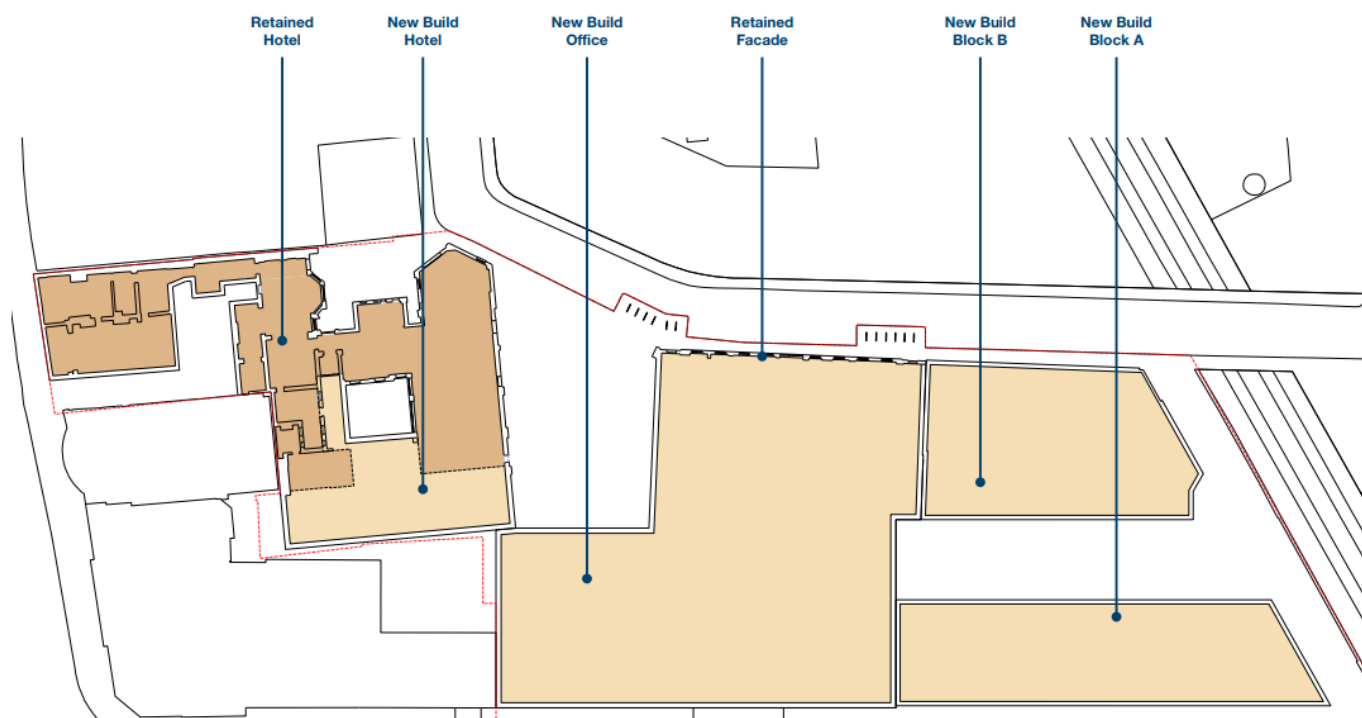 Retained
Hotel
New Build
Hotel
New Build
Office
Retained
Facade
New Build
Block B
New Build
Block A